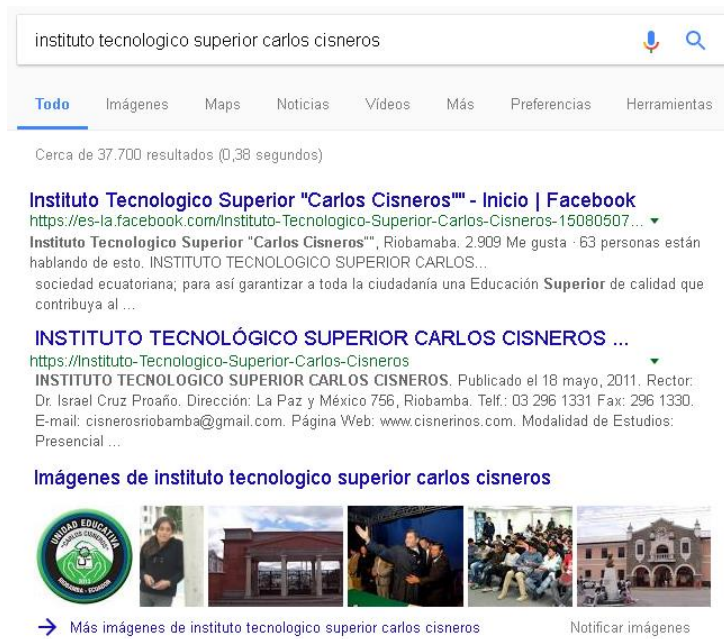 instituto tecnologico superior carlos cisneros
Todo Imágenes Maps Noticias Vídeos Más Preferencias Herramientas
Cerca de 37.700 resultados (0,38 segundos)
Instituto Tecnologico Superior "Carlos Cisneros"" - Inicio | Facebook
https://es-la.facebook.com/Instituto-Tecnologico-Superior-Carlos-Cisneros-15080507...
Instituto Tecnologico Superior "Carlos Cisneros"", Riobamaba. 2.909 Me gusta · 63 personas están
hablando de esto. INSTITUTO TECNOLOGICO SUPERIOR CARLOS...
sociedad ecuatoriana; para así garantizar a toda la ciudadanía una Educación Superior de calidad que
contribuya al ...
INSTITUTO TECNOLÓGICO SUPERIOR CARLOS CISNEROS ...
https://Instituto-Tecnologico-Superior-Carlos-Cisneros
INSTITUTO TECNOLOGICO SUPERIOR CARLOS CISNEROS. Publicado el 18 mayo, 2011. Rector:
Dr. Israel Cruz Proaño. Dirección: La Paz y México 756, Riobamba. Telf.: 03 296 1331 Fax: 296 1330.
E-mail: cisnerosriobamba@gmail.com. Página Web: www.cisnerinos.com. Modalidad de Estudios:
Presencial ...
Imágenes de instituto tecnologico superior carlos cisneros
UNIDAD EDUCATIVA
"CARLOS CISNEROS"
2013
RIOBAMBA - ECUADOR
Más imágenes de instituto tecnologico superior carlos cisneros Notificar imágenes